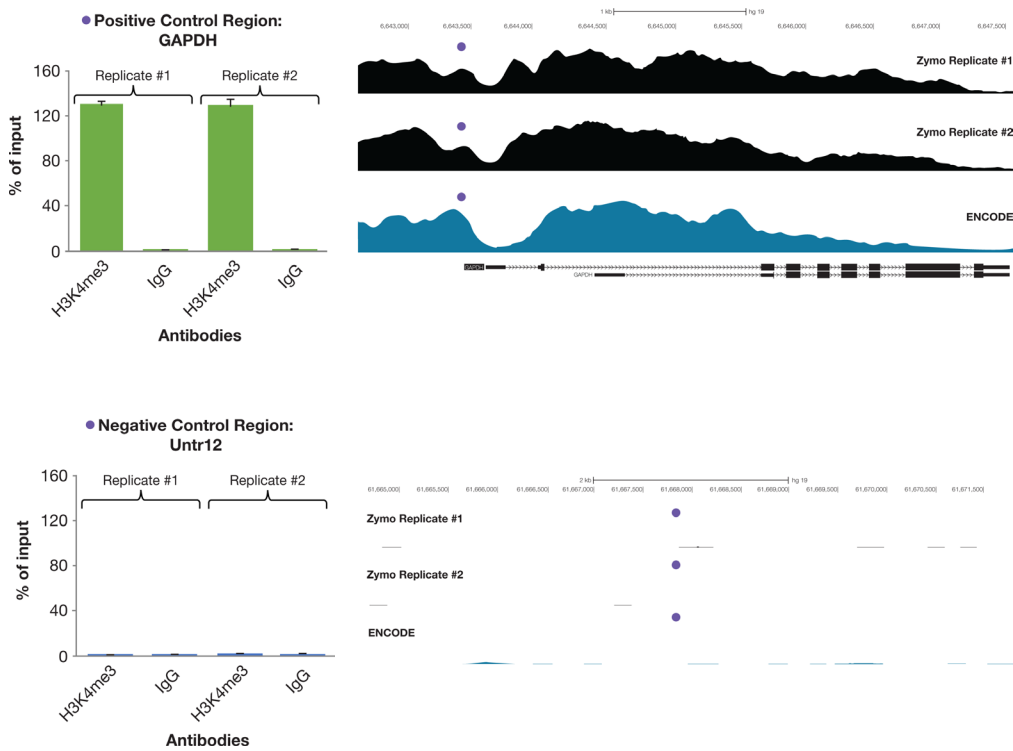 Positive Control Region:
GAPDH
160
120
80
40
0
% of input
Replicate #1
Replicate #2
H3K4me3
IgG
H3K4me3
IgG
Antibodies
1 kb
hg 19
6,643,000|
6,643,500|
6,644,000|
6,644,500|
6,645,000|
6,645,500|
6,646,000|
6,646,500|
6,647,000|
6,647,500|
Zymo Replicate #1
Zymo Replicate #2
ENCODE
GAPDH
GAPDH
Negative Control Region:
Untr12
160
120
80
40
0
% of input
Replicate #1
Replicate #2
H3K4me3
IgG
H3K4me3
IgG
Antibodies
2 kb
hg 19
61,665,000|
61,665,500|
61,666,000|
61,666,500|
61,667,000|
61,667,500|
61,668,000|
61,668,500|
61,669,000|
61,669,500|
61,670,000|
61,670,500|
61,671,500|
Zymo Replicate #1
Zymo Replicate #2
ENCODE